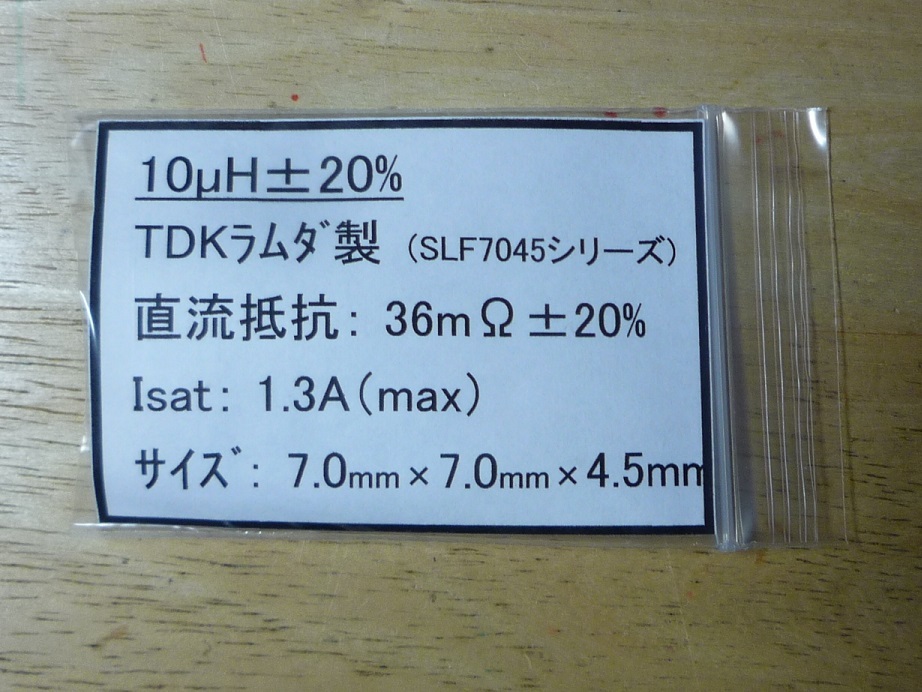 10μH±20%
TDKラムダ製（SLF7045シリーズ）
直流抵抗：36mΩ±20%
Isat：1.3A（max）
サイズ：7.0mm×7.0mm×4.5mm